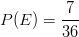 P(E) = 7/36